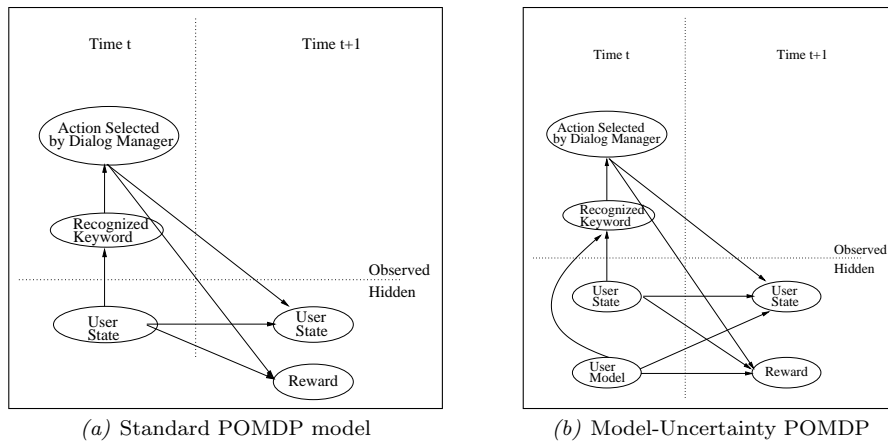 Time t
Time t+1
Action Selected
by Dialog Manager
Recognized
Keyword
Observed
Hidden
User
State
User
State
Reward
(a) Standard POMDP model
Time t
Time t+1
Action Selected
by Dialog Manager
Recognized
Keyword
Observed
Hidden
User
State
User
State
User
Model
Reward
(b) Model-Uncertainty POMDP